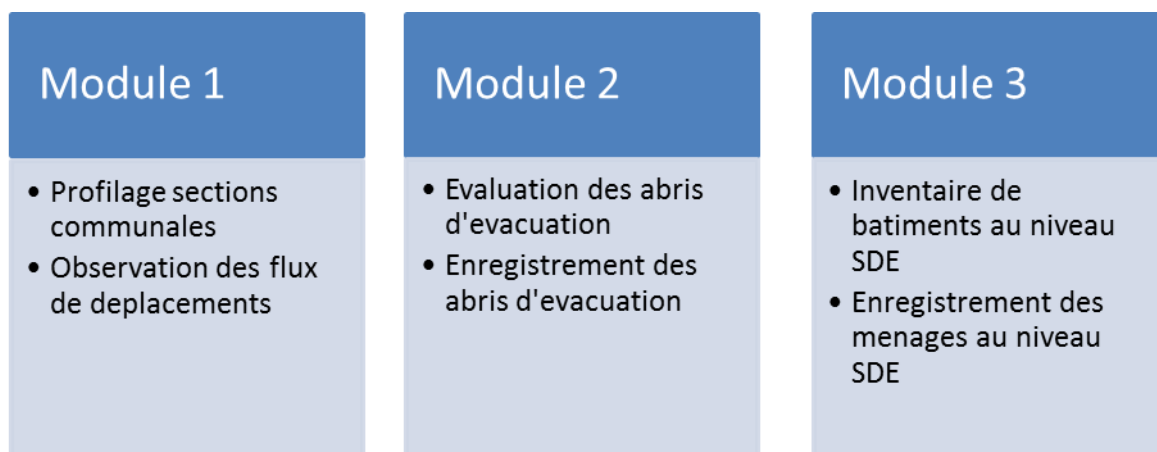 Module 1
• Profilage sections
communales
• Observation des flux
de deplacements
Module 2
• Evaluation des abris
d'evacuation
• Enregistrement des
abris d'evacuation
Module 3
• Inventaire de
batiments au niveau
SDE
• Enregistrement des
menages au niveau
SDE